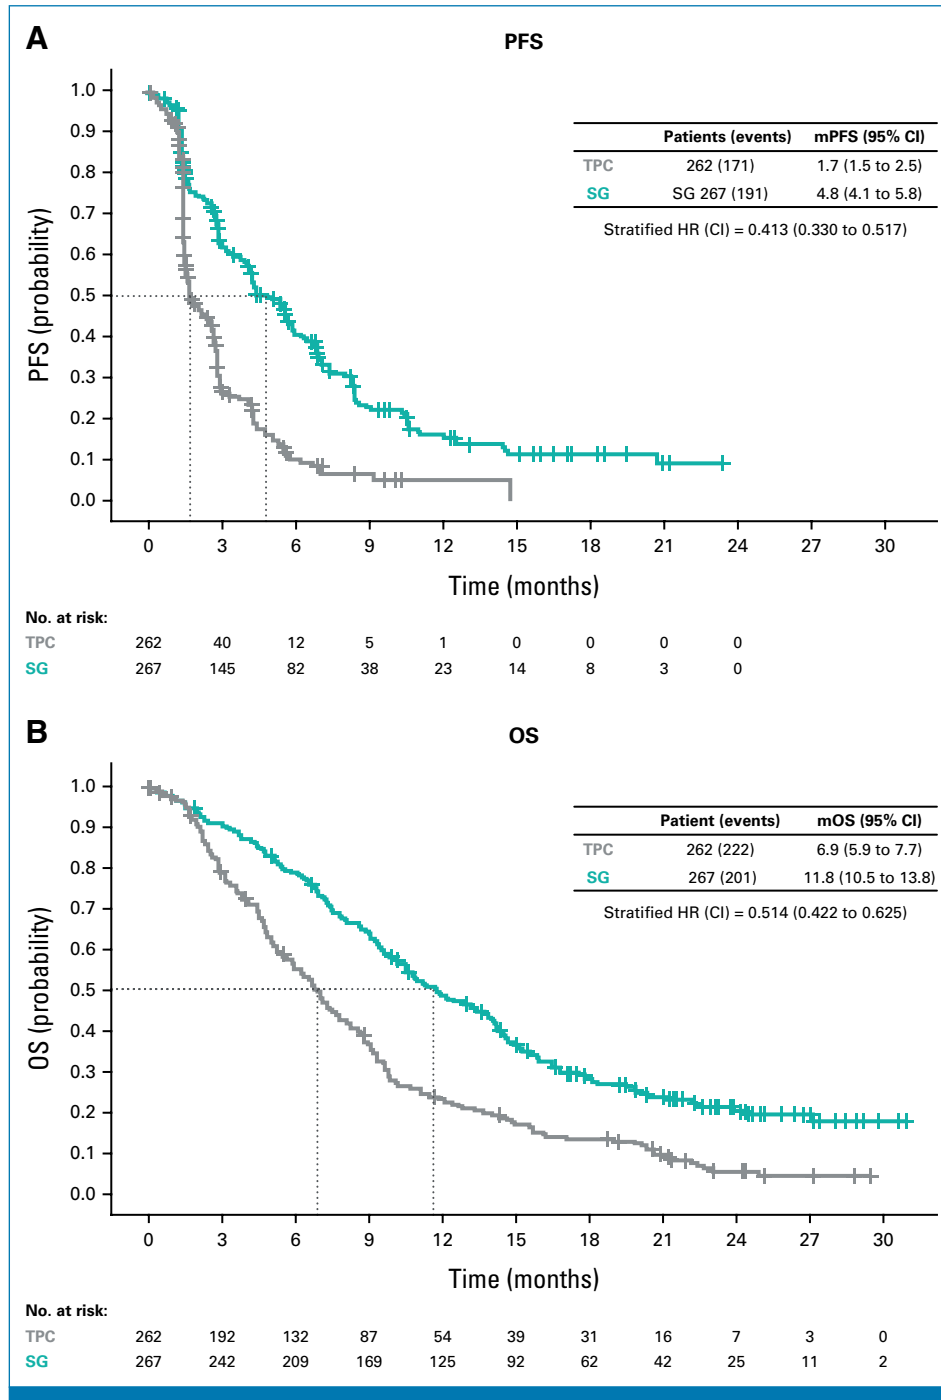 A
PFS
1.0
0.9
0.8
0.7
0.6
0.5
0.4
0.3
0.2
0.1
0.0
PFS (probability)
Patients (events) mPFS (95% CI)
TPC 262 (171) 1.7 (1.5 to 2.5)
SG SG 267 (191) 4.8 (4.1 to 5.8)
Stratified HR (CI) = 0.413 (0.330 to 0.517)
0 3 6 9 12 15 18 21 24 27 30
Time (months)
No. at risk:
TPC 262 40 12 5 1 0 0 0 0
SG 267 145 82 38 23 14 8 3 0
B
OS
1.0
0.9
0.8
0.7
0.6
0.5
0.4
0.3
0.2
0.1
0.0
OS (probability)
Patient (events) mOS (95% CI)
TPC 262 (222) 6.9 (5.9 to 7.7)
SG 267 (201) 11.8 (10.5 to 13.8)
Stratified HR (CI) = 0.514 (0.422 to 0.625)
0 3 6 9 12 15 18 21 24 27 30
Time (months)
No. at risk:
TPC 262 192 132 87 54 39 31 16 7 3 0
SG 267 242 209 169 125 92 62 42 25 11 2